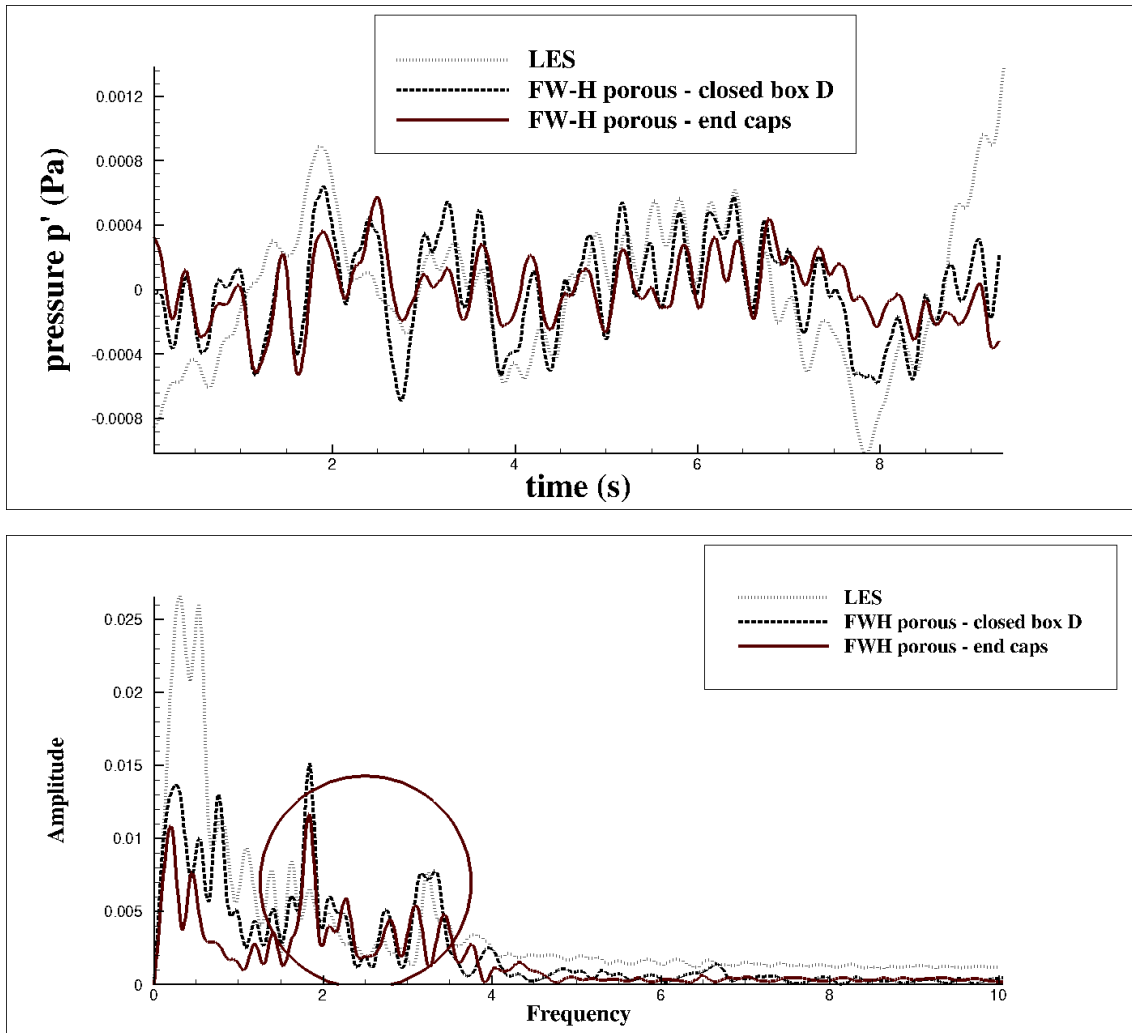 LES
FW-H porous - closed box D
FW-H porous - end caps
pressure p' (Pa)
0.0012
0.0008
0.0004
0
-0.0004
-0.0008
2
4
6
8
time (s)
LES
FWH porous - closed box D
FWH porous - end caps
Amplitude
0.025
0.02
0.015
0.01
0.005
0
0
2
4
6
8
10
Frequency